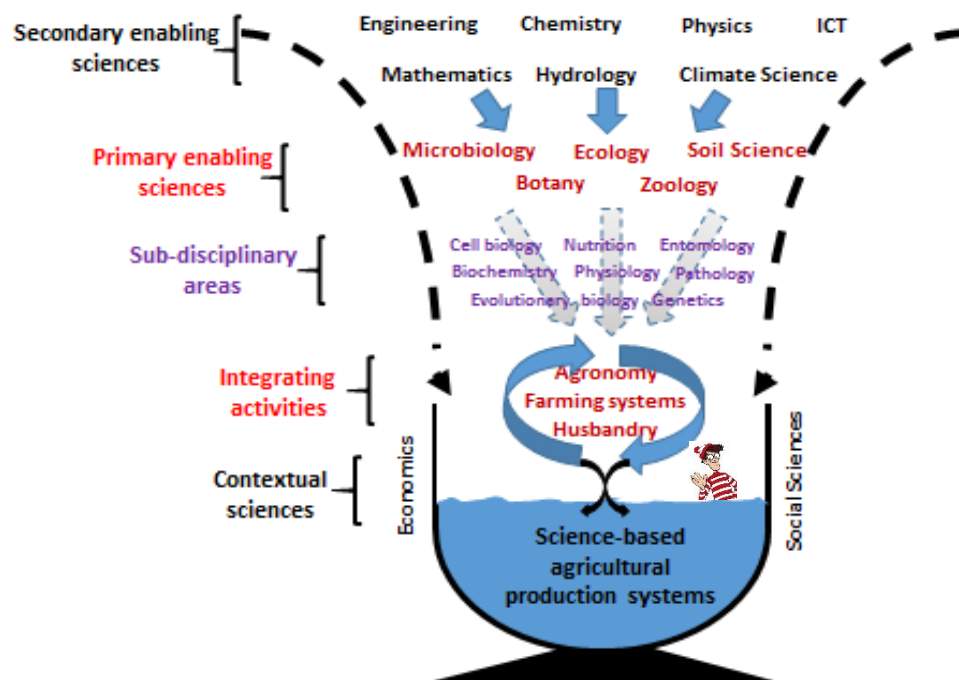 Secondary enabling
sciences
Engineering Chemistry Physics ICT
Mathematics Hydrology Climate Science
Primary enabling
sciences
Microbiology Ecology Soil Science
Botany Zoology
Sub-disciplinary
areas
Cell biology Nutrition Entomology
Biochemistry Physiology Pathology
Evolutionery biology Genetics
Integrating
activities
Agronomy
Farming systems
Husbandry
Contextual
sciences
Economics
Social Sciences
Science-based
agricultural
production systems